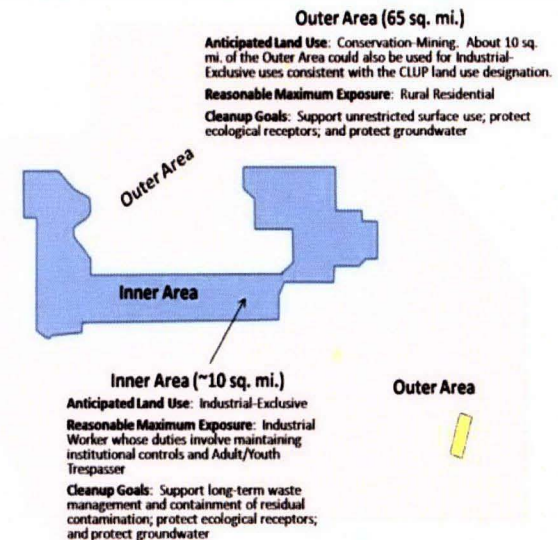 Outer Area (65 sq. mi.)
Anticipated Land Use: Conservation-Mining. About 10 sq.
mi. of the Outer Area could also be used for Industrial-
Exclusive uses consistent with the CLUP land use designation.
Reasonable Maximum Exposure: Rural Residential
Cleanup Goals: Support unrestricted surface use; protect
ecological receptors; and protect groundwater
Outer Area
Inner Area
Inner Area (~10 sq. mi.)
Anticipated Land Use: Industrial-Exclusive
Reasonable Maximum Exposure: Industrial
Worker whose duties involve maintaining
institutional controls and Adult/Youth
Trespasser
Cleanup Goals: Support long-term waste
management and containment of residual
contamination; protect ecological receptors;
and protect groundwater
Outer Area